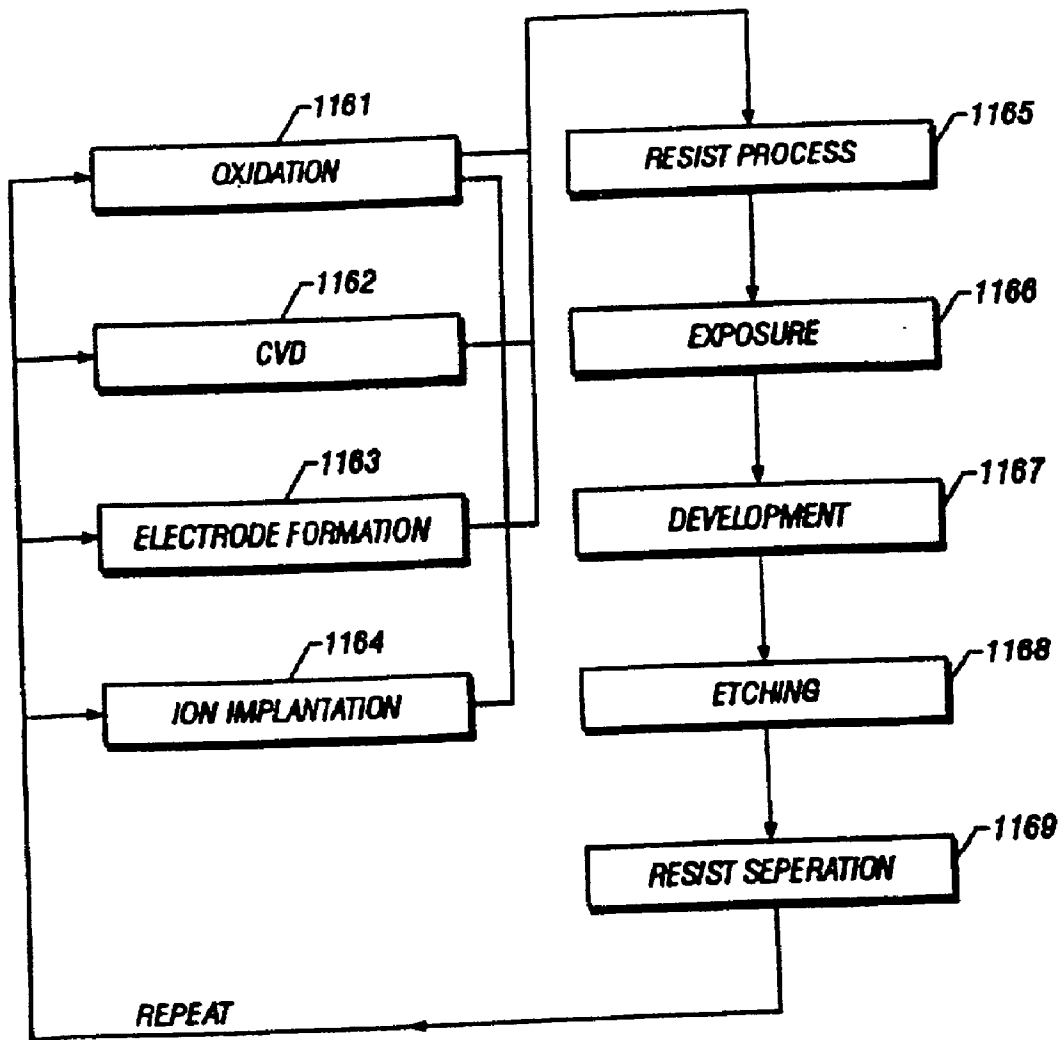 1161
OXIDATION
1162
CVD
1163
ELECTRODE FORMATION
1164
ION IMPLANTATION
1165
RESIST PROCESS
1166
EXPOSURE
1167
DEVELOPMENT
1168
ETCHING
1169
RESIST SEPERATION
REPEAT